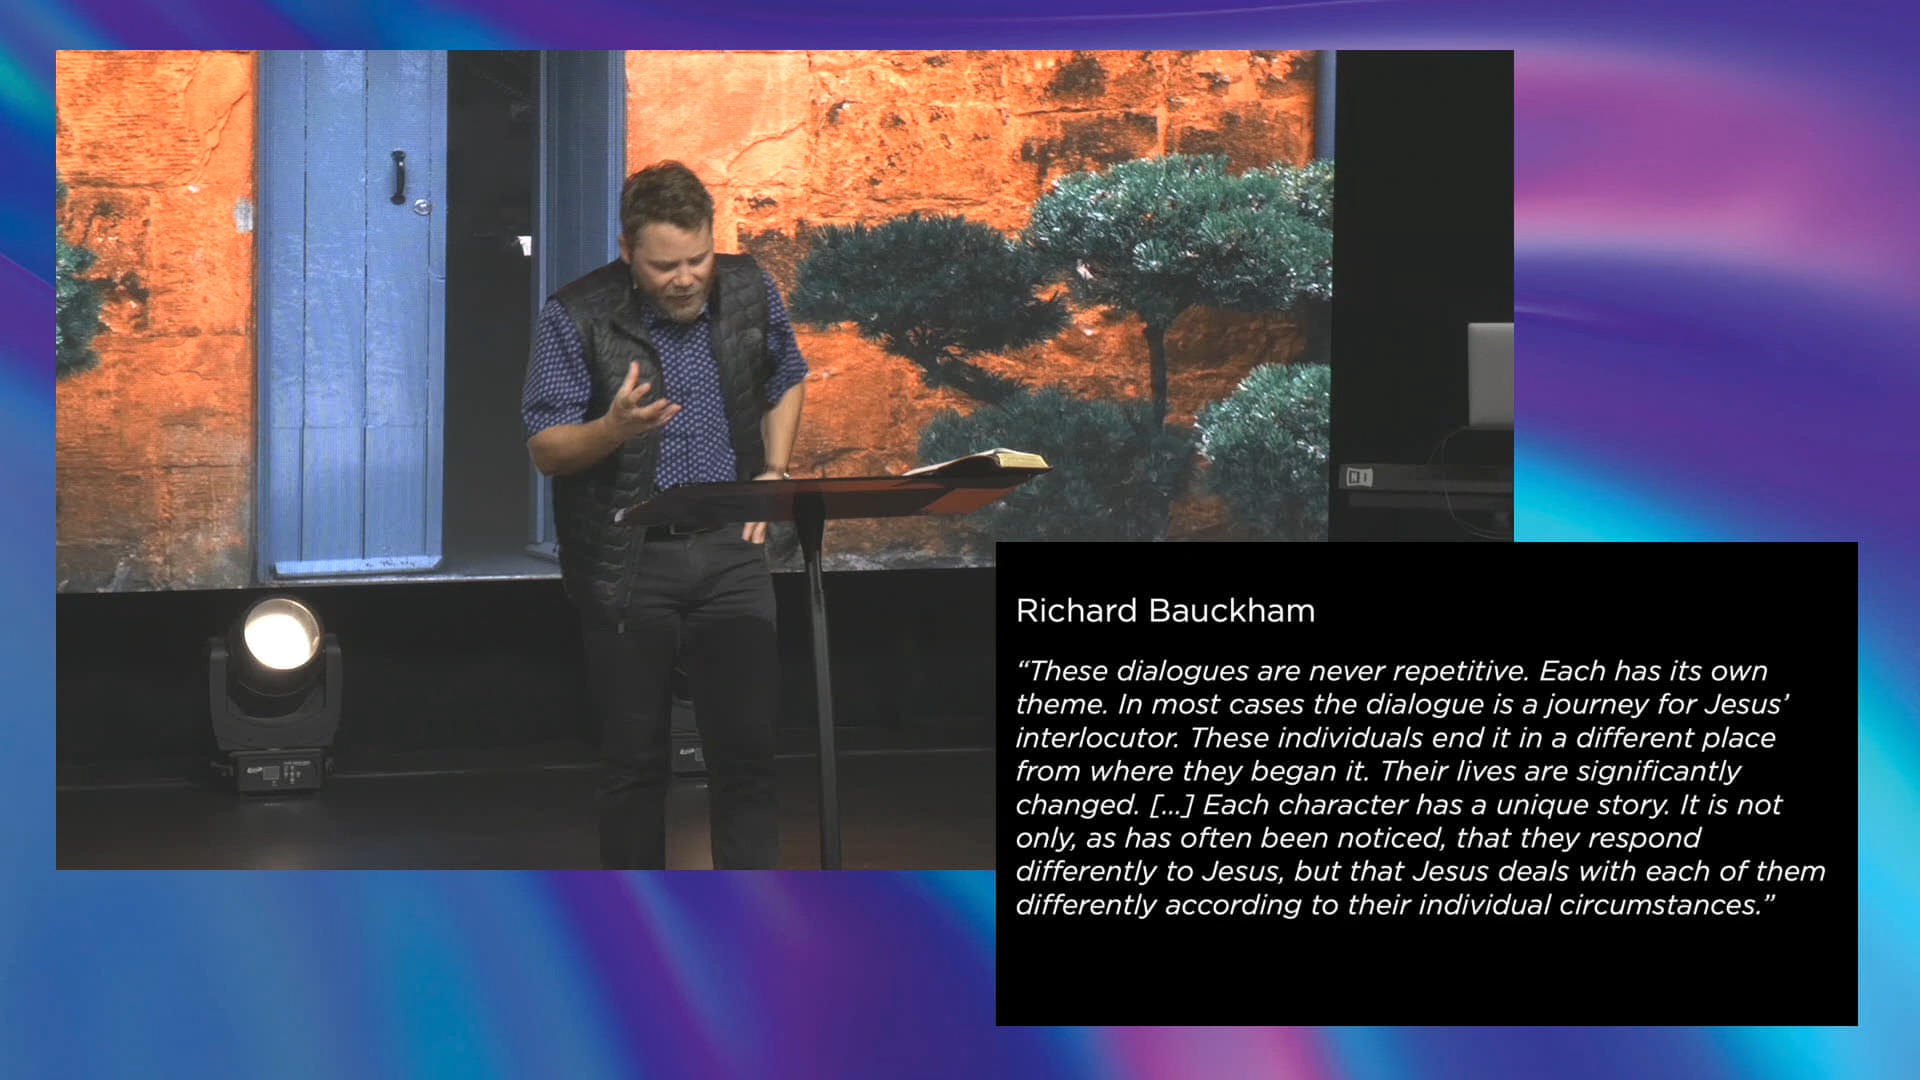 NI
Richard Bauckham
“These dialogues are never repetitive. Each has its own
theme. In most cases the dialogue is a journey for Jesus’
interlocutor. These individuals end it in a different place
from where they began it. Their lives are significantly
changed. [...] Each character has a unique story. It is not
only, as has often been noticed, that they respond
differently to Jesus, but that Jesus deals with each of them
differently according to their individual circumstances.”